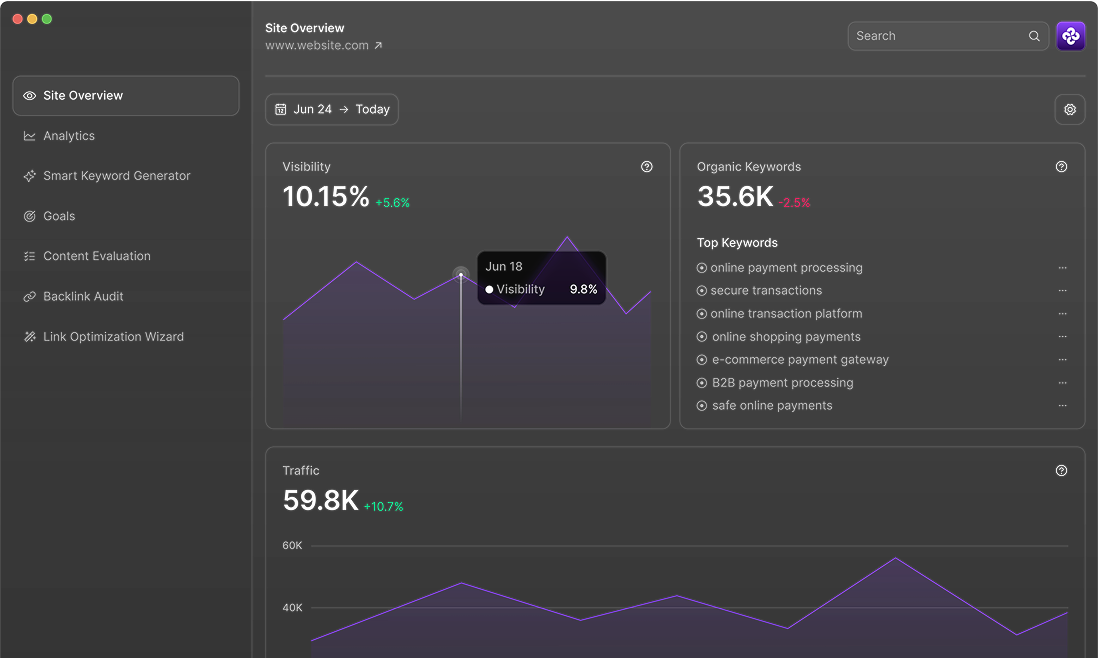 Site Overview
www.website.com
Search
Site Overview
Analytics
Smart Keyword Generator
Goals
Content Evaluation
Backlink Audit
Link Optimization Wizard
Jun 24 → Today
Visibility
10.15% +5.6%
Jun 18
Visibility 9.8%
Organic Keywords
35.6K -2.5%
Top Keywords
online payment processing
secure transactions
online transaction platform
online shopping payments
e-commerce payment gateway
B2B payment processing
safe online payments
Traffic
59.8K +10.7%
60K
40K